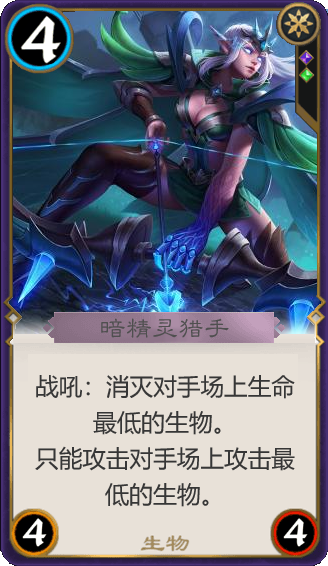 4
暗精灵猎手
战吼：消灭对手场上生命
最低的生物。
只能攻击对手场上攻击最
低的生物。
4
生物
4